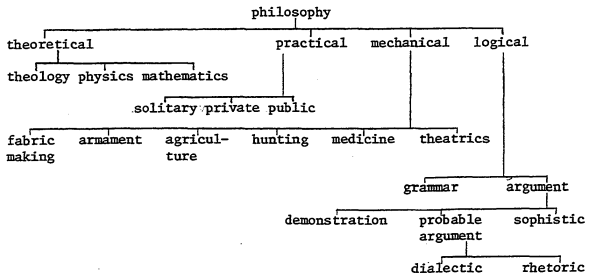 philosophy
theoretical practical mechanical logical
theology physics mathematics
solitary private public
fabric making armament agricul-ture hunting medicine theatrics
grammar argument
demonstration probable argument sophistic
dialectic rhetoric